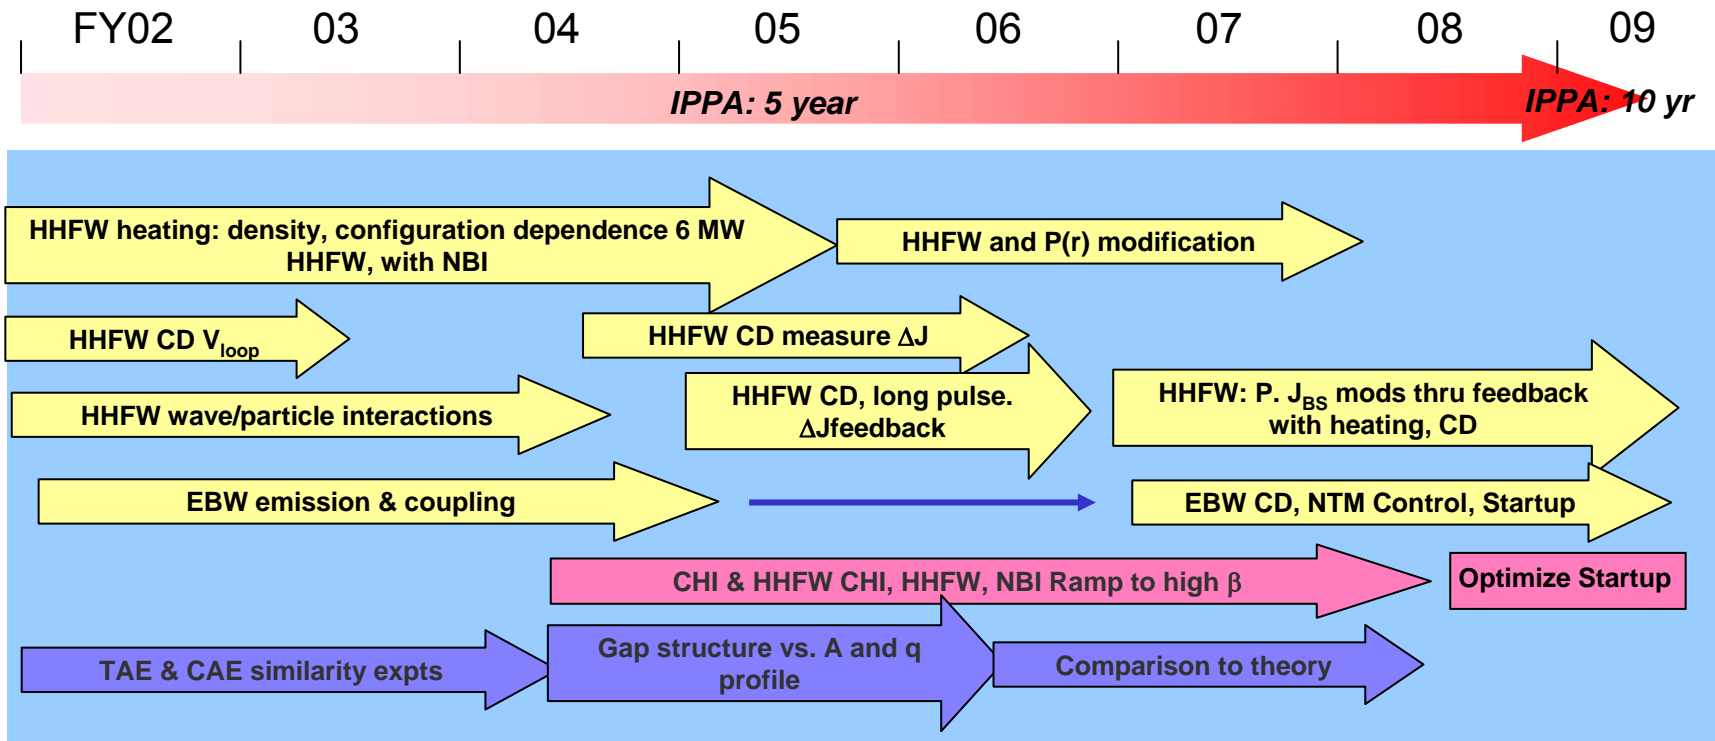 FY02 03 04 05 06 07 08 09
IPPA: 5 year IPPA: 10 yr
HHFW heating: density, configuration dependence 6 MW
HHFW, with NBI
HHFW and P(r) modification
HHFW CD Vloop
HHFW CD measure ΔJ
HHFW wave/particle interactions
HHFW CD, long pulse.
ΔJfeedback
HHFW: P. JBS mods thru feedback
with heating, CD
EBW emission & coupling
EBW CD, NTM Control, Startup
CHI & HHFW CHI, HHFW, NBI Ramp to high β
Optimize Startup
TAE & CAE similarity expts
Gap structure vs. A and q
profile
Comparison to theory